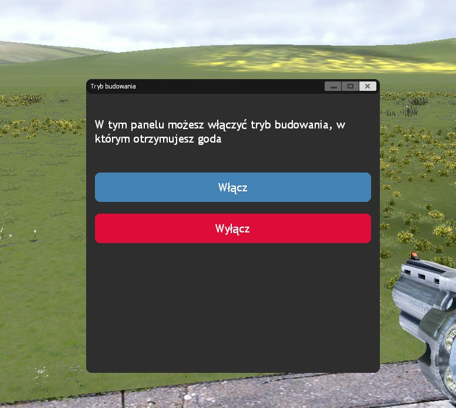 Tryb budowania
W tym panelu możesz włączyć tryb budowania, w
którym otrzymujesz goda
Włącz
Wyłącz